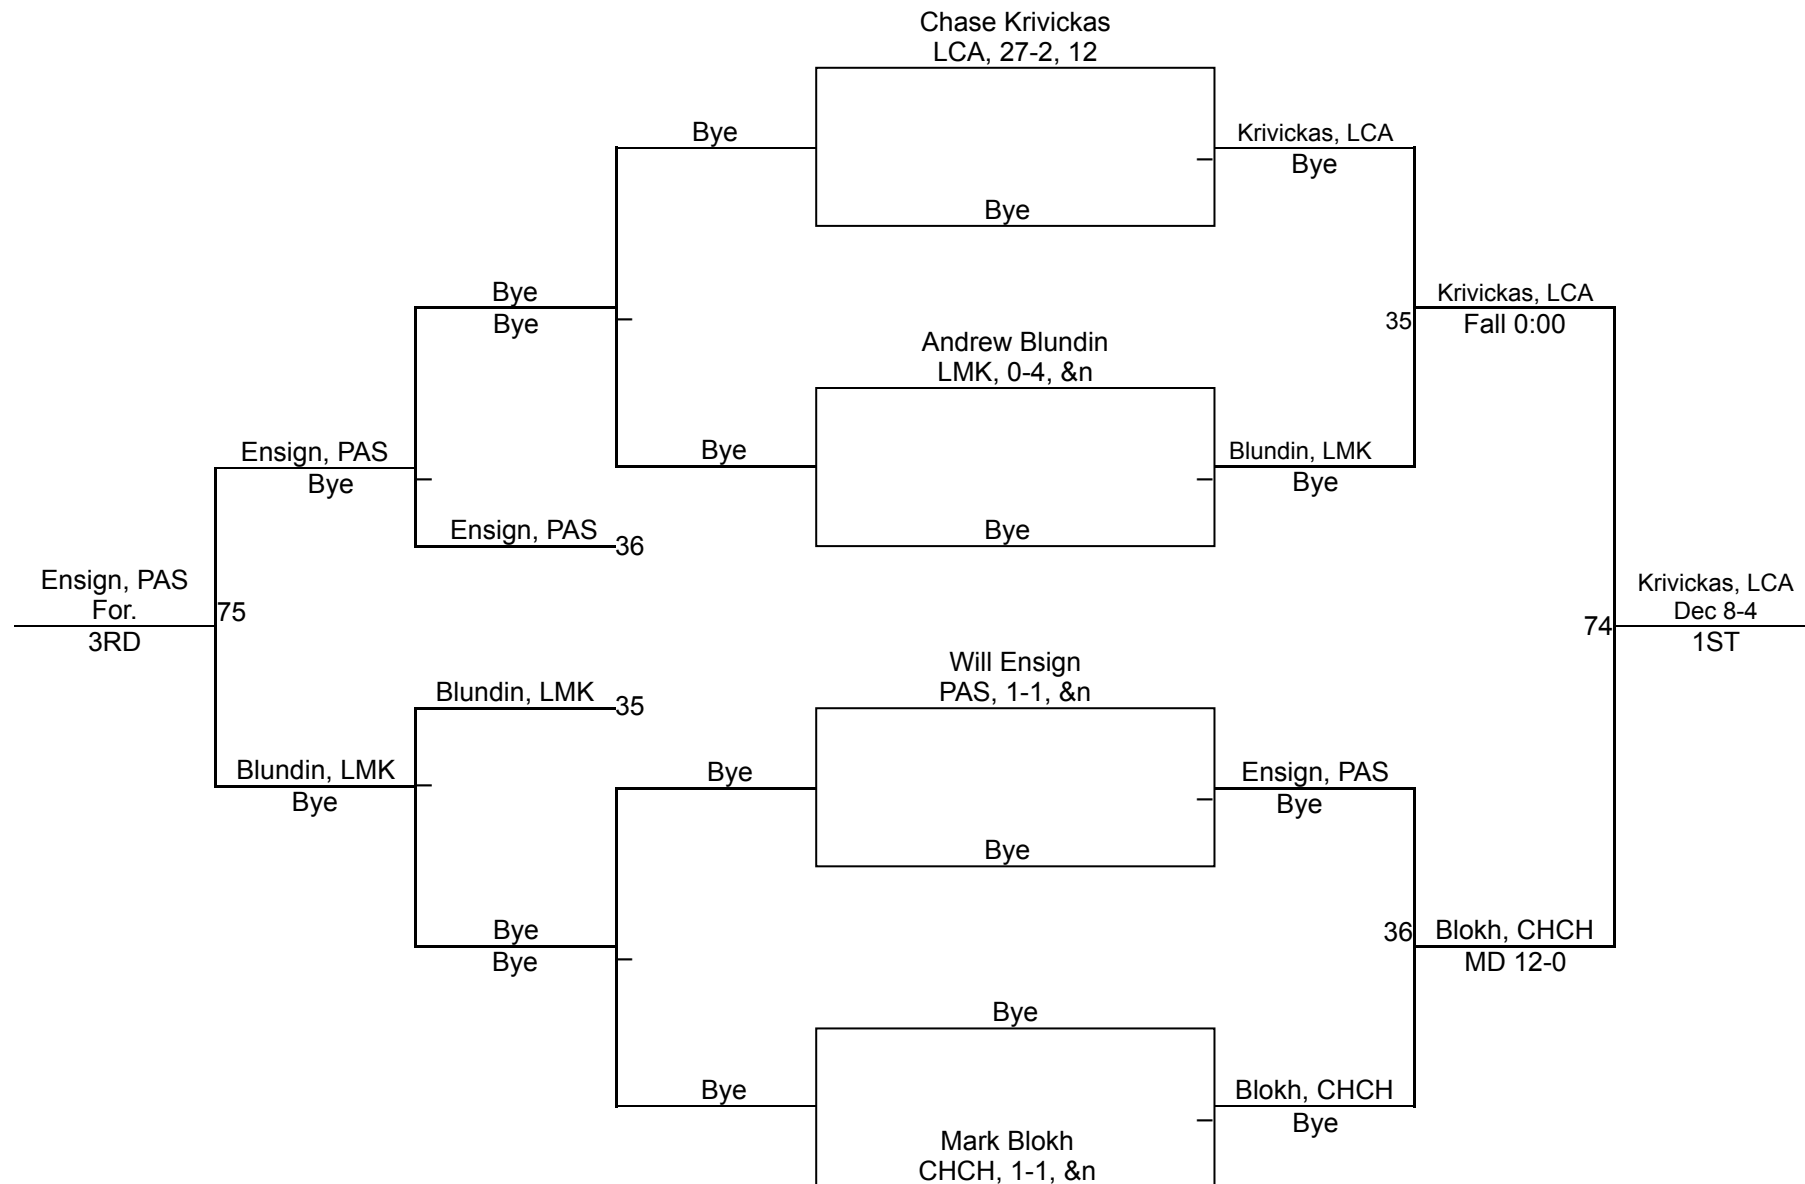 Chase Krivickas
LCA, 27-2, 12
Bye
Krivickas, LCA
Bye
Bye
Bye
Bye
Krivickas, LCA
35
Fall 0:00
Andrew Blundin
LMK, 0-4, &n
Ensign, PAS
Bye
Bye
Blundin, LMK
Bye
Ensign, PAS
36
Bye
Ensign, PAS
For.
75
3RD
Krivickas, LCA
Dec 8-4
74
1ST
Will Ensign
PAS, 1-1, &n
Blundin, LMK
35
Blundin, LMK
Bye
Bye
Ensign, PAS
Bye
Bye
Bye
Bye
36
Blokh, CHCH
MD 12-0
Bye
Bye
Blokh, CHCH
Bye
Mark Blokh
CHCH, 1-1, &n